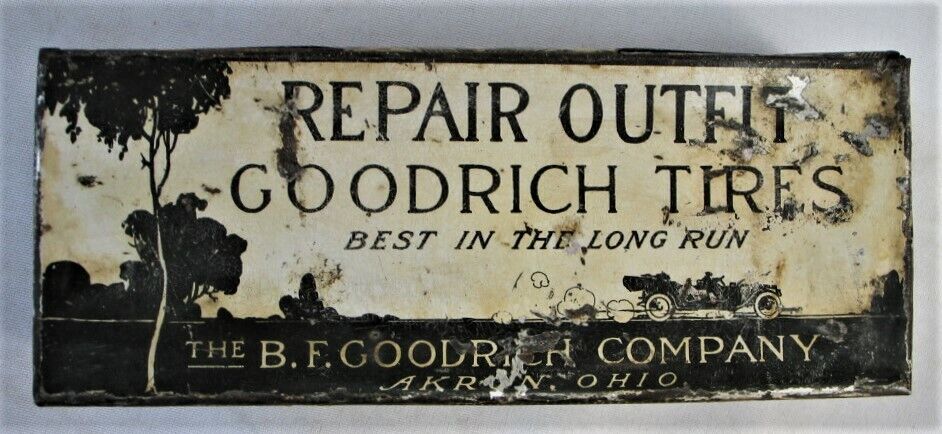 REPAIR OUTFIT
GOODRICH TIRES
BEST IN THE LONG RUN
THE B.F. GOODRICH COMPANY
AKRON, OHIO.